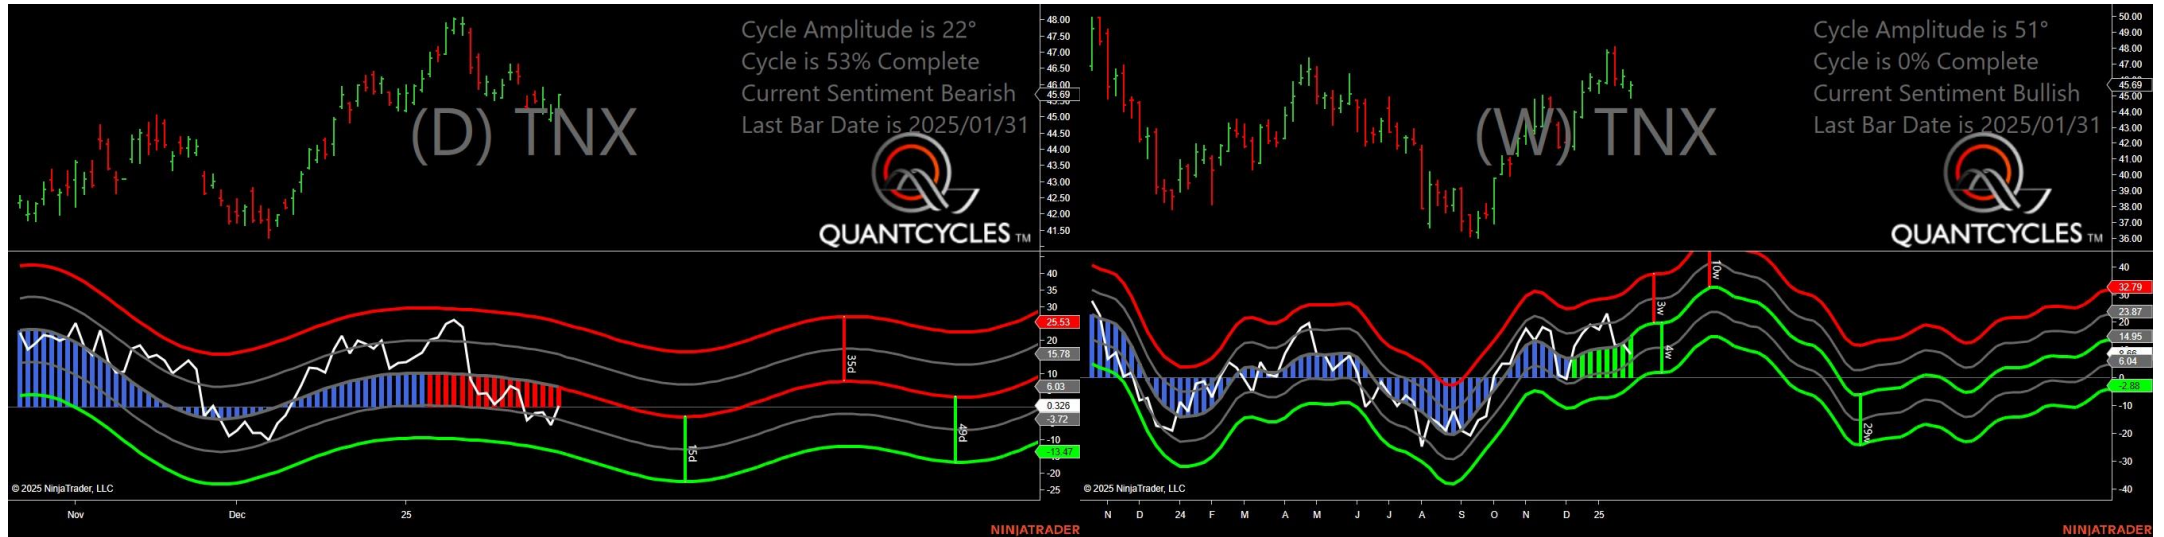 Cycle Amplitude is 22°
Cycle is 53% Complete
Current Sentiment Bearish
Last Bar Date is 2025/01/31
(D) TNX
QUANTCYCLES TM
48.00
47.50
47.00
46.50
46.00
45.69
45.00
44.50
44.00
43.50
43.00
42.50
42.00
41.50
40
35
30
25.53
20
15.78
10
6.03
0.326
-3.72
-10
-13.47
-20
-25
35d
15d
49d
© 2025 NinjaTrader, LLC
Nov Dec 25
NINJATRADER
Cycle Amplitude is 51°
Cycle is 0% Complete
Current Sentiment Bullish
Last Bar Date is 2025/01/31
(W) TNX
QUANTCYCLES TM
50.00
49.00
48.00
47.00
45.69
45.00
44.00
43.00
42.00
41.00
40.00
39.00
38.00
37.00
36.00
40
32.79
30
23.87
20
14.95
6.04
0
-2.88
-10
-20
-30
-40
3w
10w
4w
29w
© 2025 NinjaTrader, LLC
N D 24 F M A M J J A S O N D 25
NINJATRADER